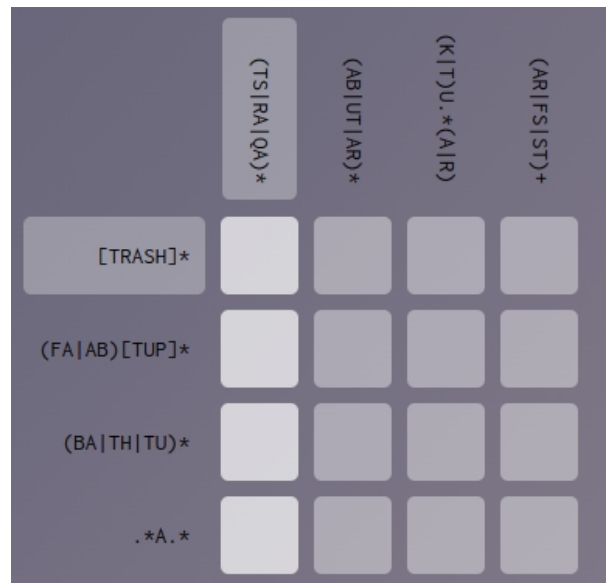 (TS|RA|QA)*
(AB|UT|AR)*
(K|T)U.*(A|R)
(AR|FS|ST)+
[TRASH]*
(FA|AB)[TUP]*
(BA|TH|TU)*
.*A.*